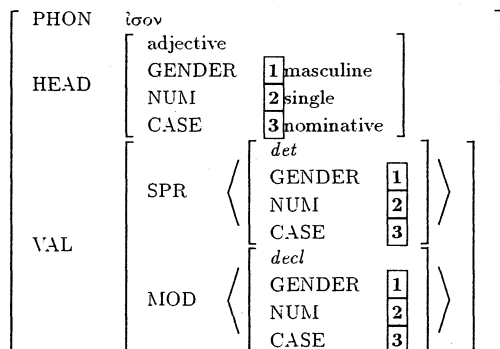 PHON ἰσον
adjective
GENDER 1 masculine
HEAD NUM 2 single
CASE 3 nominative
det
GENDER 1
SPR NUM 2
CASE 3
VAL
decl
GENDER 1
MOD NUM 2
CASE 3